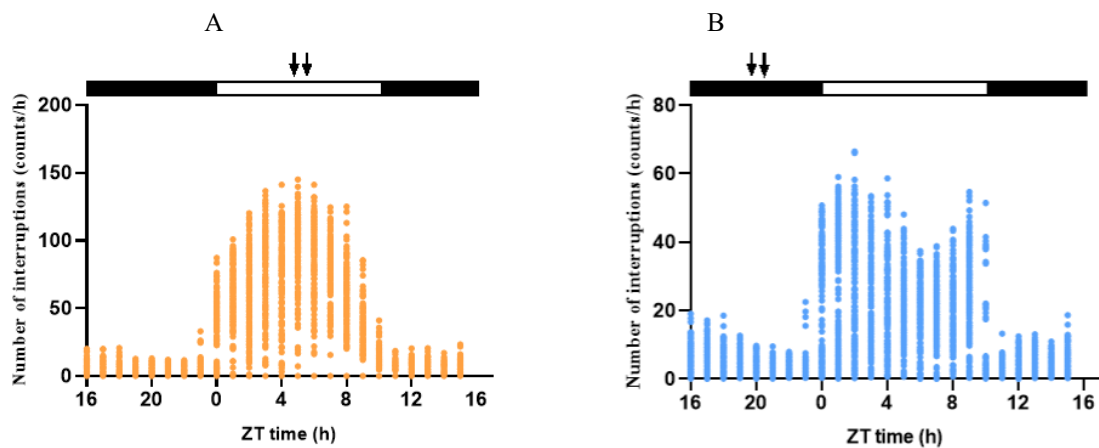 A
B
Number of interruptions (counts/h)
200
150
100
50
0
16 20 0 4 8 12 16
ZT time (h)
Number of interruptions (counts/h)
80
60
40
20
0
16 20 0 4 8 12 16
ZT time (h)